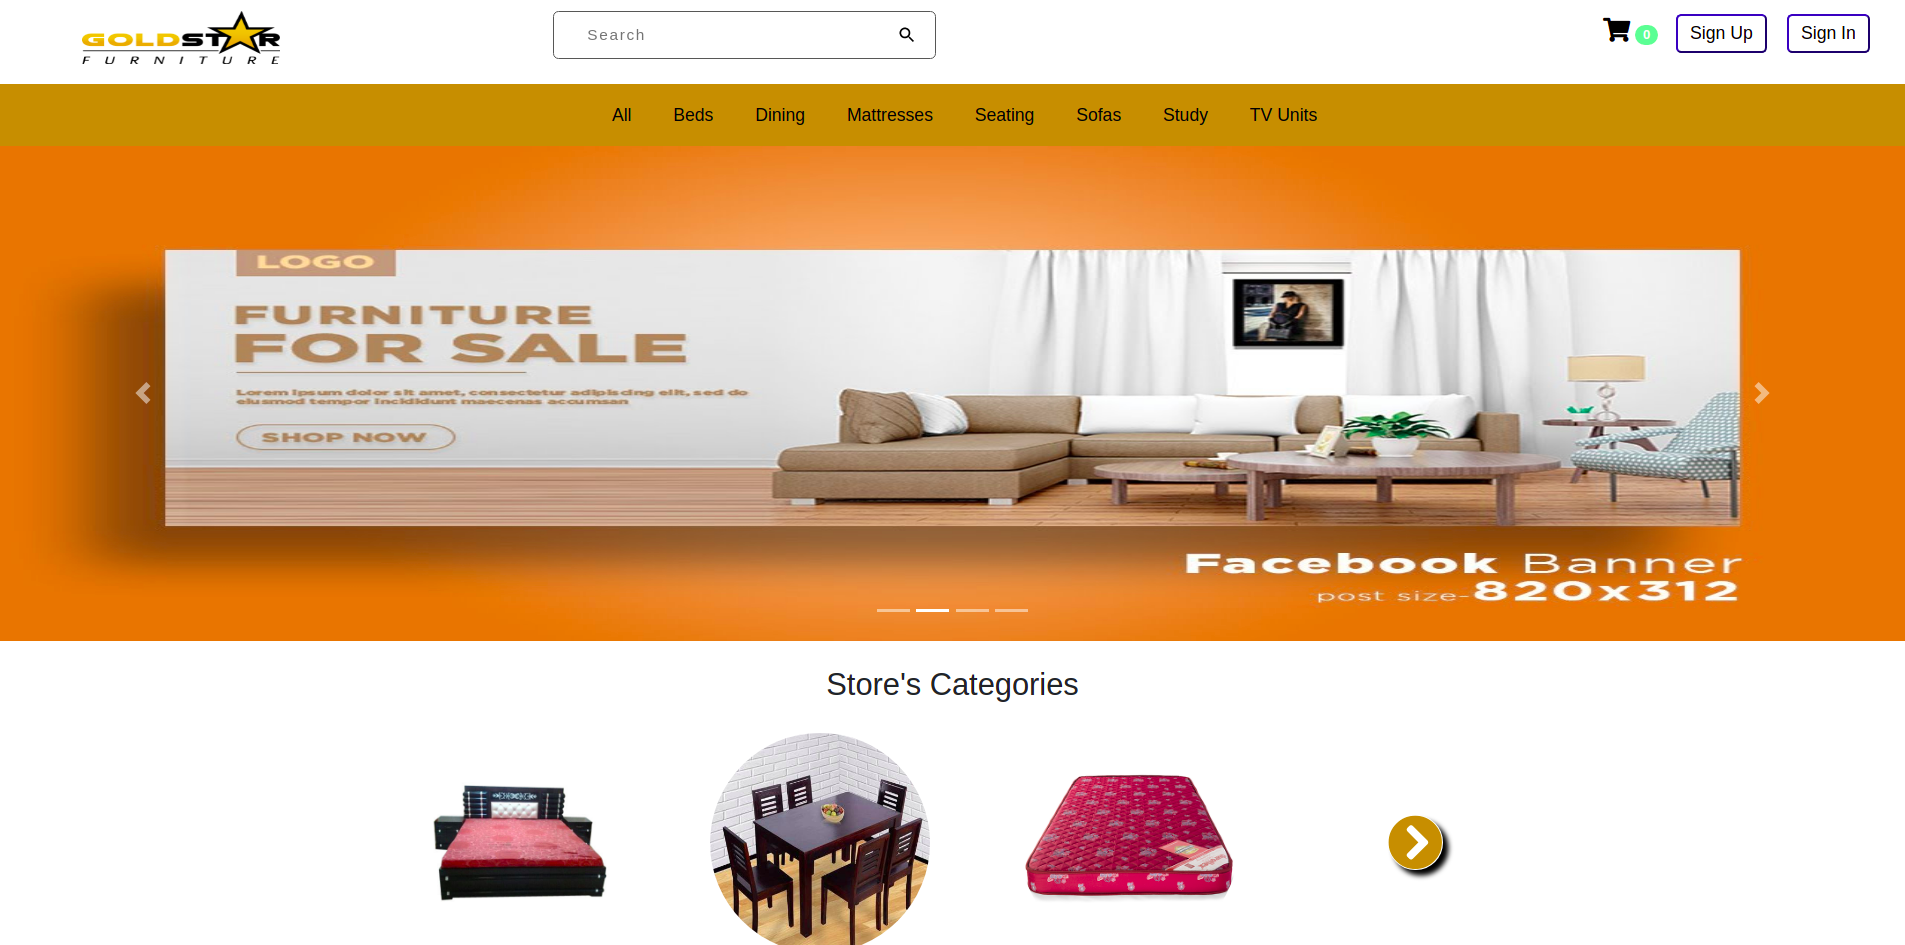 GOLDSTAR
FURNITURE
Search
0
Sign Up
Sign In
All
Beds
Dining
Mattresses
Seating
Sofas
Study
TV Units
LOGO
FURNITURE
FOR SALE
Lorem ipsum dolor sit amet, consectetur adipiscing elit, sed do
eiusmod tempor incididunt maecenas accumsan
SHOP NOW
Facebook Banner
post size-820x312
Store's Categories